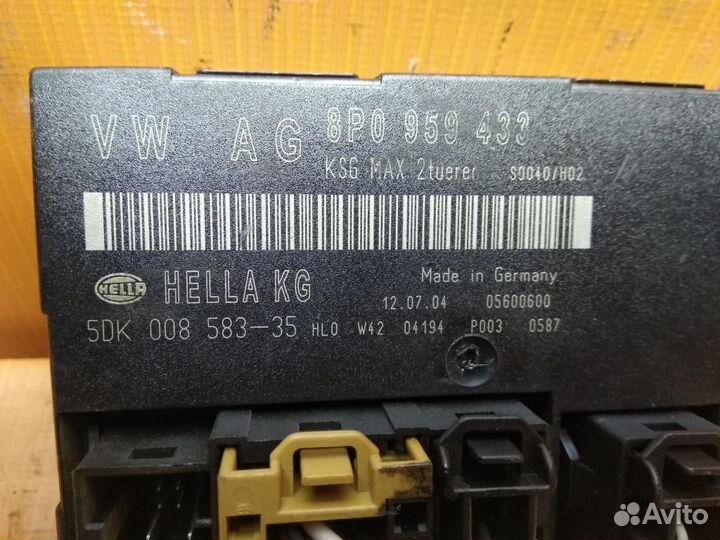 VW AG 8P0 959 433
KSG MAX 2tuerer S0040/H02
HELLA HELLA KG Made in Germany
12.07.04 05600600
5DK 008 583-35 HL0 W42 04194 P003 0587
Avito